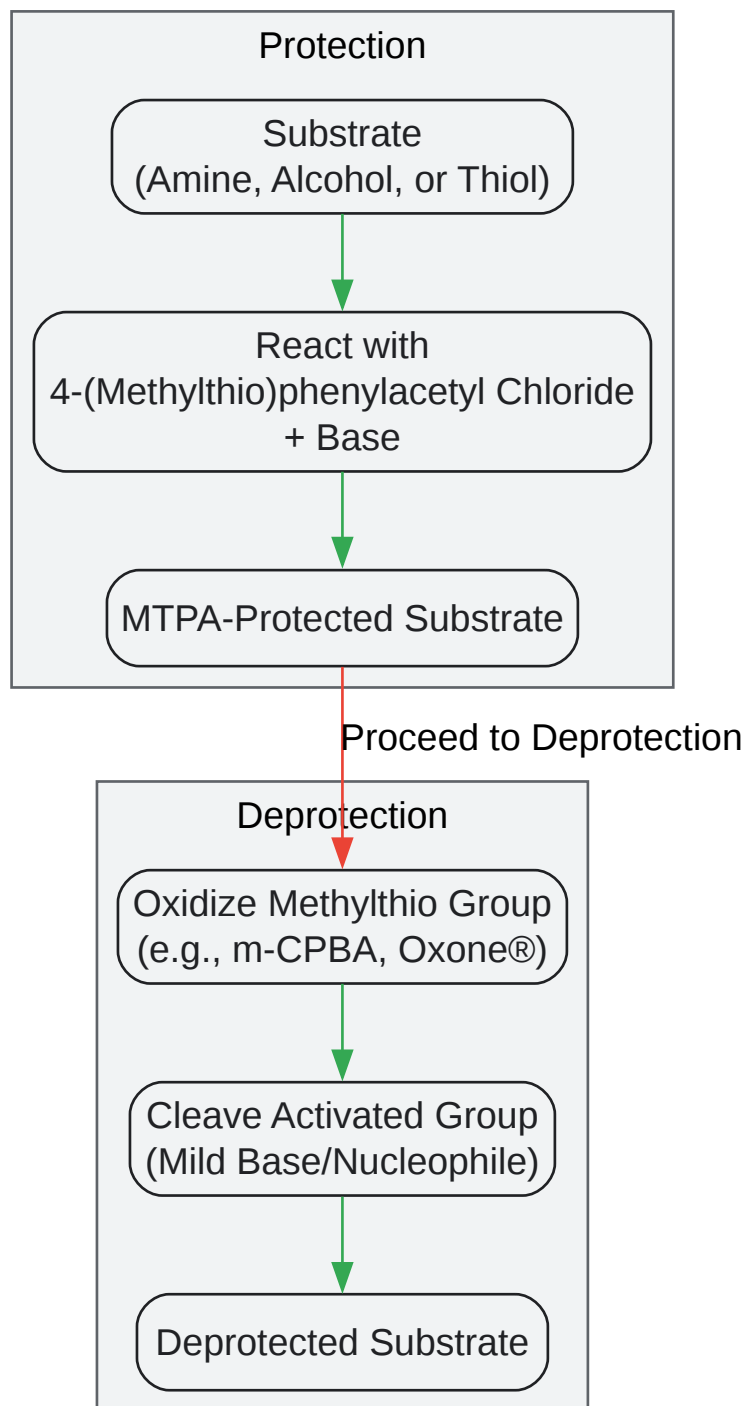 Protection
Substrate
(Amine, Alcohol, or Thiol)
React with
4-(Methylthio)phenylacetyl Chloride
+ Base
MTPA-Protected Substrate
Proceed to Deprotection
Deprotection
Oxidize Methylthio Group
(e.g., m-CPBA, Oxone®)
Cleave Activated Group
(Mild Base/Nucleophile)
Deprotected Substrate